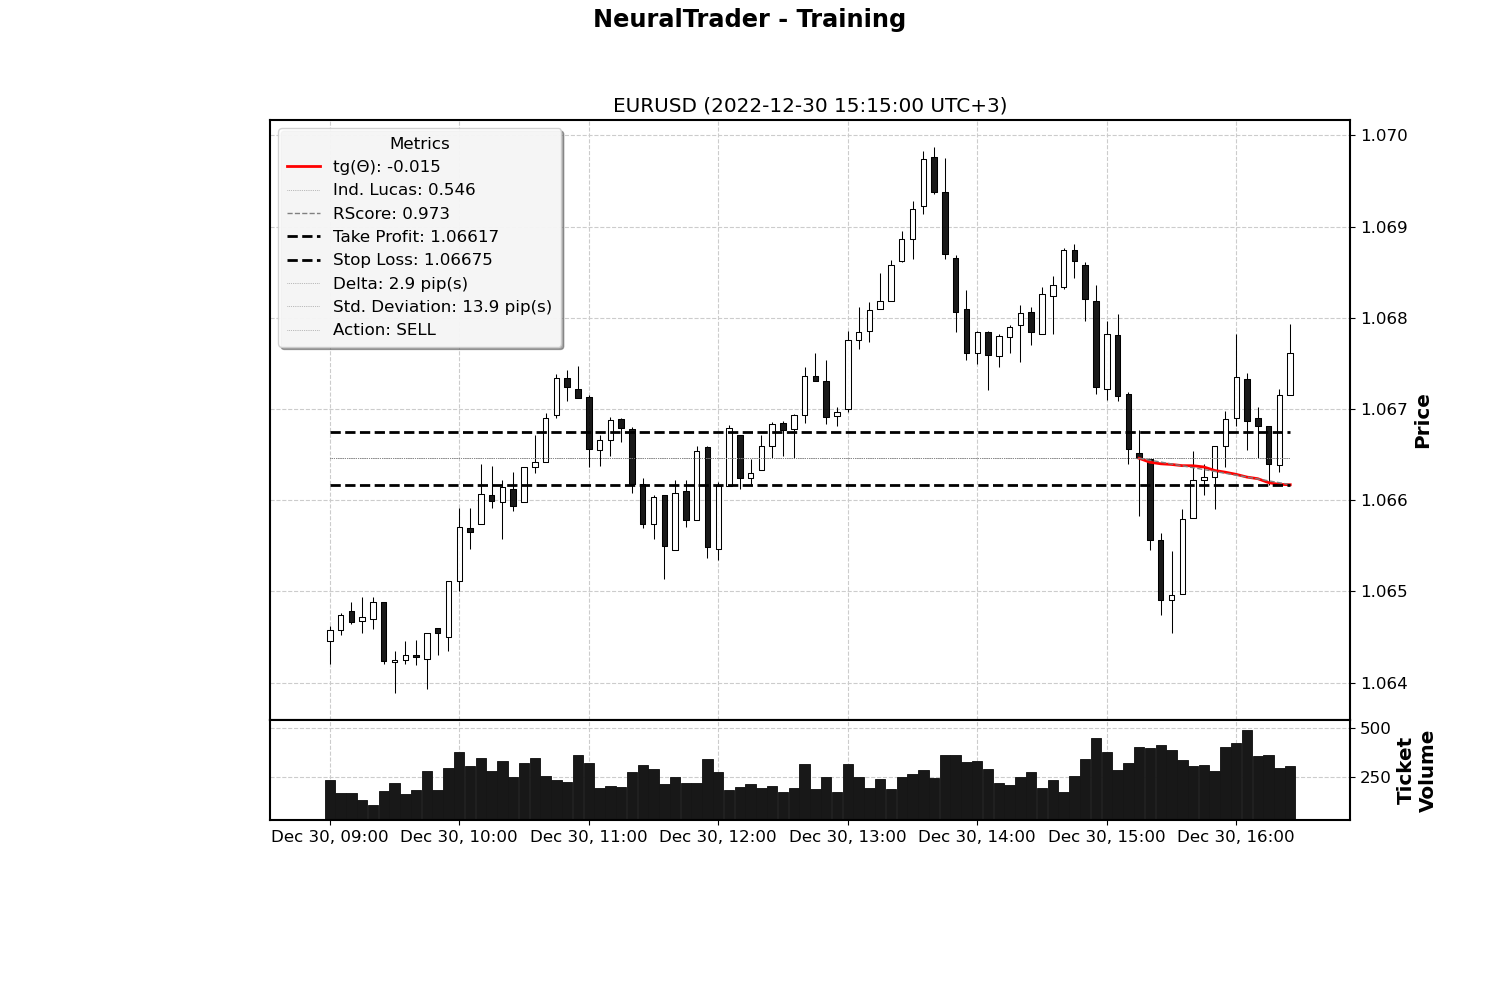 NeuralTrader - Training
EURUSD (2022-12-30 15:15:00 UTC+3)
Metrics
tg(Θ): -0.015
Ind. Lucas: 0.546
RScore: 0.973
Take Profit: 1.06617
Stop Loss: 1.06675
Delta: 2.9 pip(s)
Std. Deviation: 13.9 pip(s)
Action: SELL
1.070
1.069
1.068
1.067
1.066
1.065
1.064
Price
500
250
Ticket
Volume
Dec 30, 09:00 Dec 30, 10:00 Dec 30, 11:00 Dec 30, 12:00 Dec 30, 13:00 Dec 30, 14:00 Dec 30, 15:00 Dec 30, 16:00